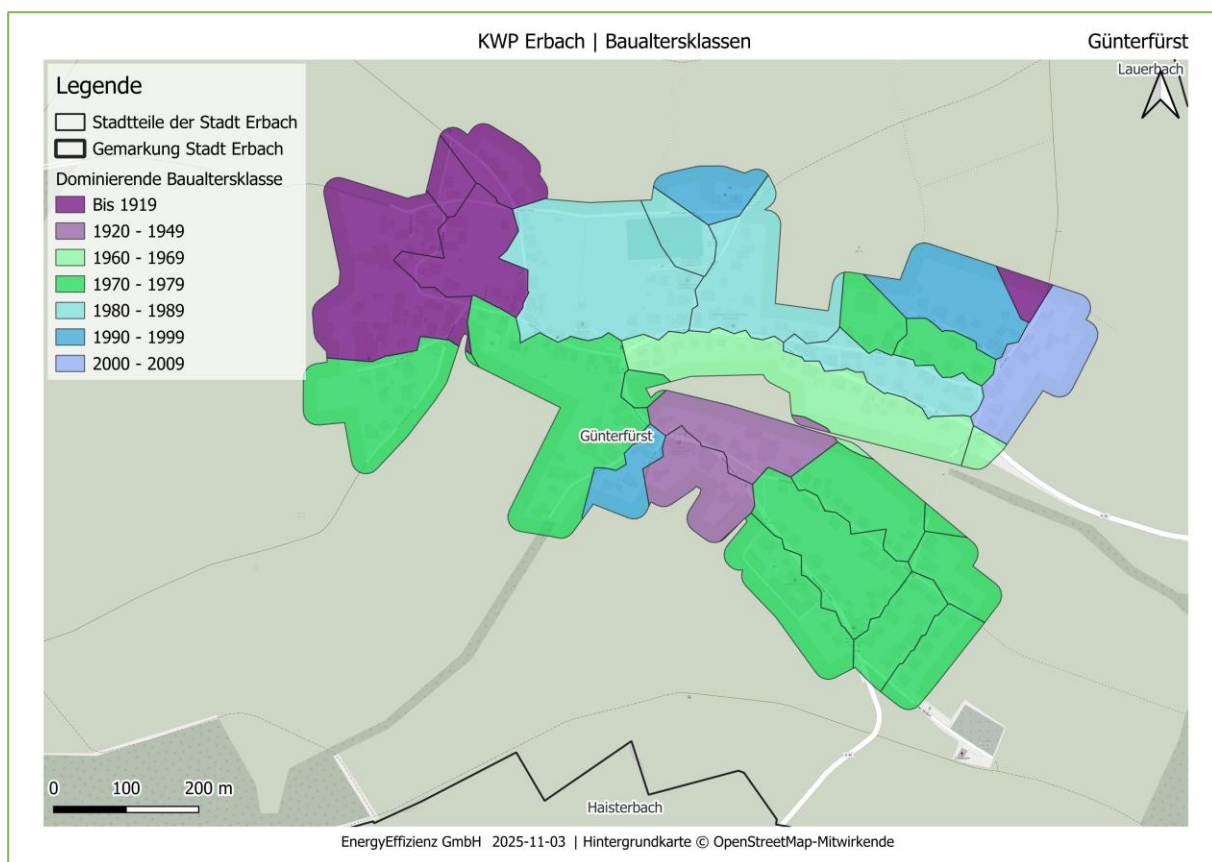 KWP Erbach | Baualtersklassen
Günterfürst
Lauerbach
Legende
Stadtteile der Stadt Erbach
Gemarkung Stadt Erbach
Dominierende Baualtersklasse
Bis 1919
1920 - 1949
1960 - 1969
1970 - 1979
1980 - 1989
1990 - 1999
2000 - 2009
Günterfürst
0 100 200 m
Haisterbach
EnergyEffizienz GmbH 2025-11-03 | Hintergrundkarte © OpenStreetMap-Mitwirkende